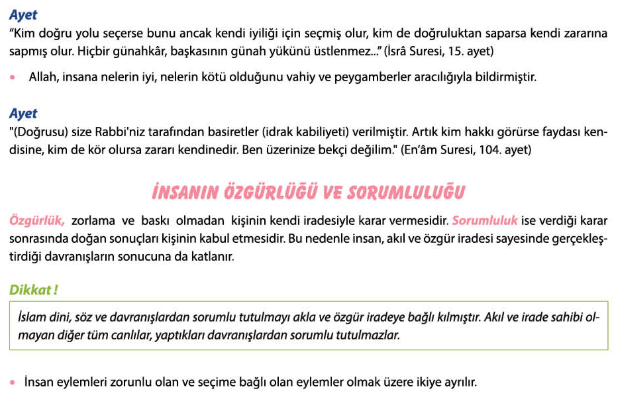 Ayet
"Kim doğru yolu seçerse bunu ancak kendi iyiliği için seçmiş olur, kim de doğruluktan saparsa kendi zararına
sapmış olur. Hiçbir günahkâr, başkasının günah yükünü üstlenmez..." (İsrâ Suresi, 15. ayet)
• Allah, insana nelerin iyi, nelerin kötü olduğunu vahiy ve peygamberler aracılığıyla bildirmiştir.
Ayet
"(Doğrusu) size Rabbi'niz tarafından basiretler (idrak kabiliyeti) verilmiştir. Artık kim hakkı görürse faydası ken-
disine, kim de kör olursa zararı kendinedir. Ben üzerinize bekçi değilim." (En'âm Suresi, 104. ayet)
İNSANIN ÖZGÜRLÜĞÜ VE SORUMLULUĞU
Özgürlük, zorlama ve baskı olmadan kişinin kendi iradesiyle karar vermesidir. Sorumluluk ise verdiği karar
sonrasında doğan sonuçları kişinin kabul etmesidir. Bu nedenle insan, akıl ve özgür iradesi sayesinde gerçekleş-
tirdiği davranışların sonucuna da katlanır.
Dikkat !
İslam dini, söz ve davranışlardan sorumlu tutulmayı akla ve özgür iradeye bağlı kılmıştır. Akıl ve irade sahibi ol-
mayan diğer tüm canlılar, yaptıkları davranışlardan sorumlu tutulmazlar.
• İnsan eylemleri zorunlu olan ve seçime bağlı olan eylemler olmak üzere ikiye ayrılır.